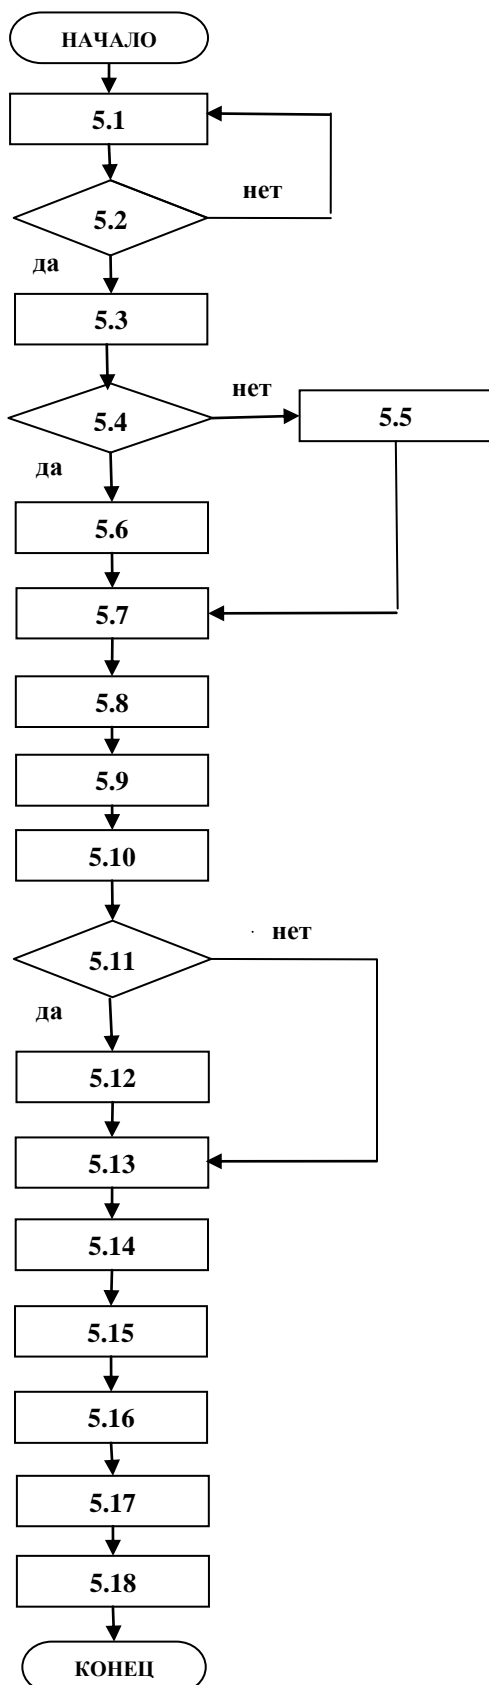 НАЧАЛО
5.1
нет
5.2
да
5.3
нет
5.4
5.5
да
5.6
5.7
5.8
5.9
5.10
нет
5.11
да
5.12
5.13
5.14
5.15
5.16
5.17
5.18
КОНЕЦ